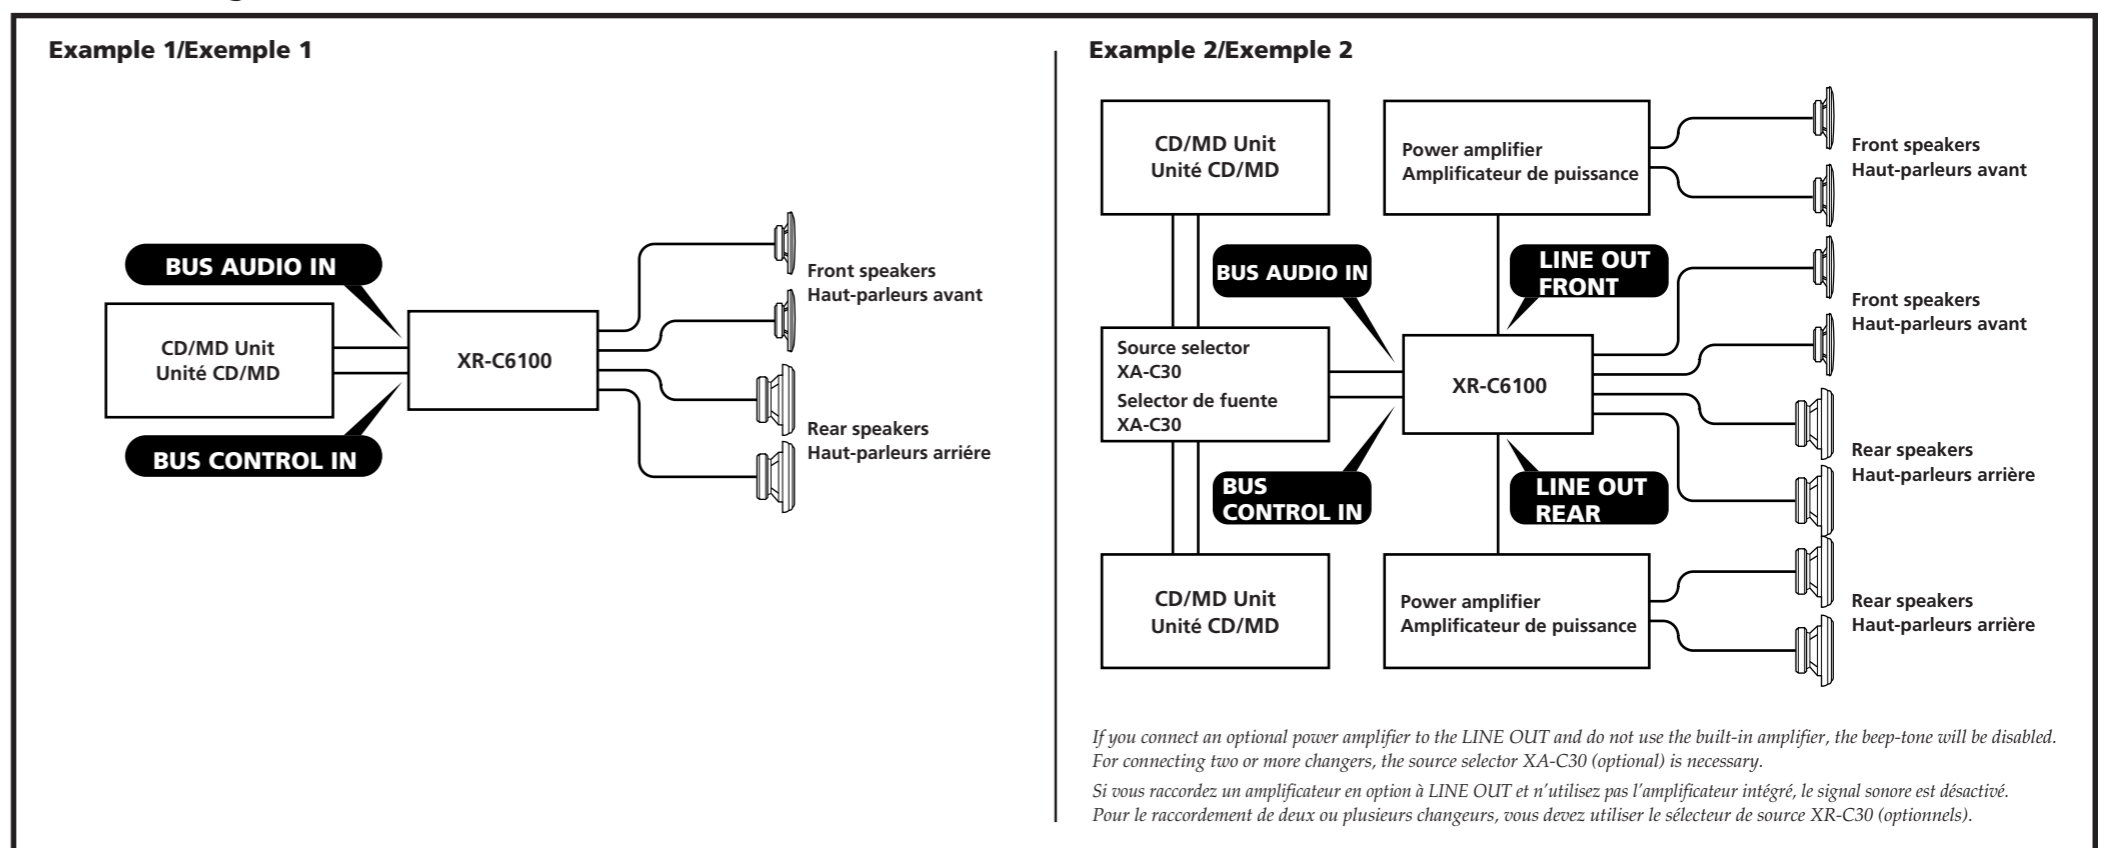 Example 1/Exemple 1
BUS AUDIO IN
CD/MD Unit
Unité CD/MD
BUS CONTROL IN
XR-C6100
Front speakers
Haut-parleurs avant
Rear speakers
Haut-parleurs arriére
Example 2/Exemple 2
CD/MD Unit
Unité CD/MD
Power amplifier
Amplificateur de puissance
Front speakers
Haut-parleurs avant
BUS AUDIO IN
LINE OUT
FRONT
Front speakers
Haut-parleurs avant
Source selector
XA-C30
Selector de fuente
XA-C30
XR-C6100
BUS
CONTROL IN
LINE OUT
REAR
Rear speakers
Haut-parleurs arrière
CD/MD Unit
Unité CD/MD
Power amplifier
Amplificateur de puissance
Rear speakers
Haut-parleurs arrière
If you connect an optional power amplifier to the LINE OUT and do not use the built-in amplifier, the beep-tone will be disabled.
For connecting two or more changers, the source selector XA-C30 (optional) is necessary.
Si vous raccordez un amplificateur en option à LINE OUT et n'utilisez pas l'amplificateur intégré, le signal sonore est désactivé.
Pour le raccordement de deux ou plusieurs changeurs, vous devez utiliser le sélecteur de source XR-C30 (optionnels).